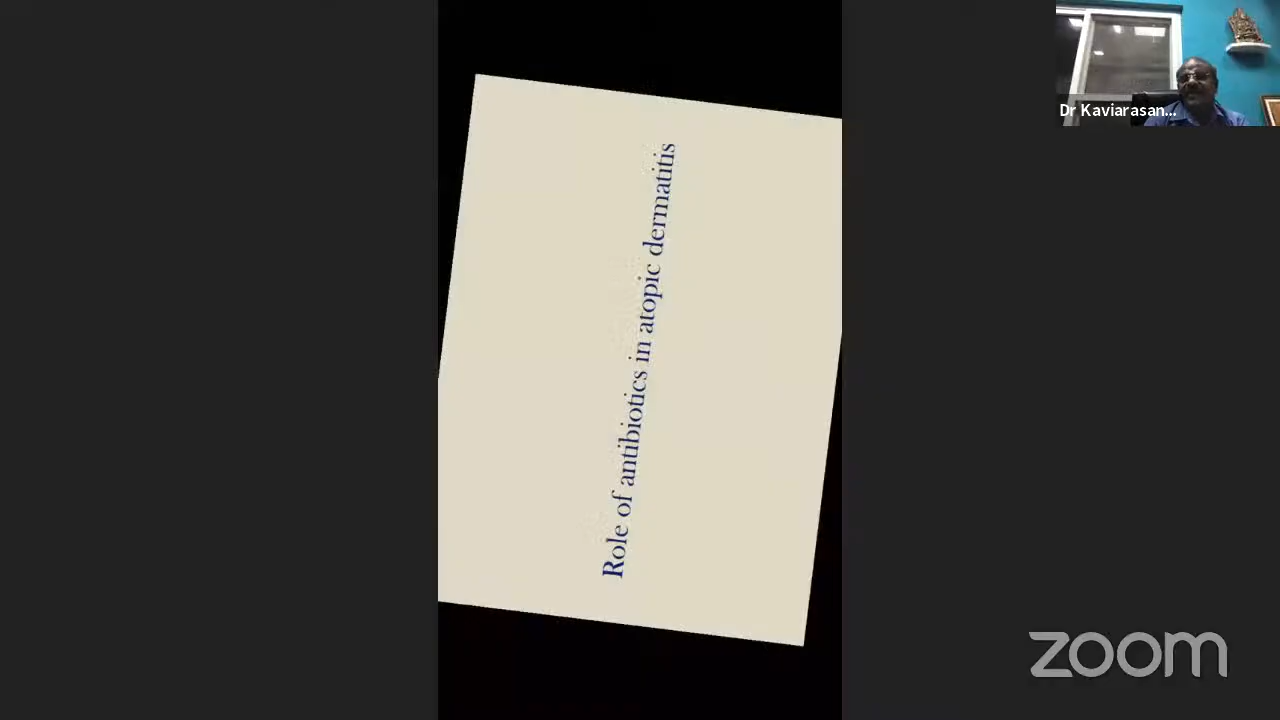 Dr Kaviarasan...
Role of antibiotics in atopic dermatitis
zoom